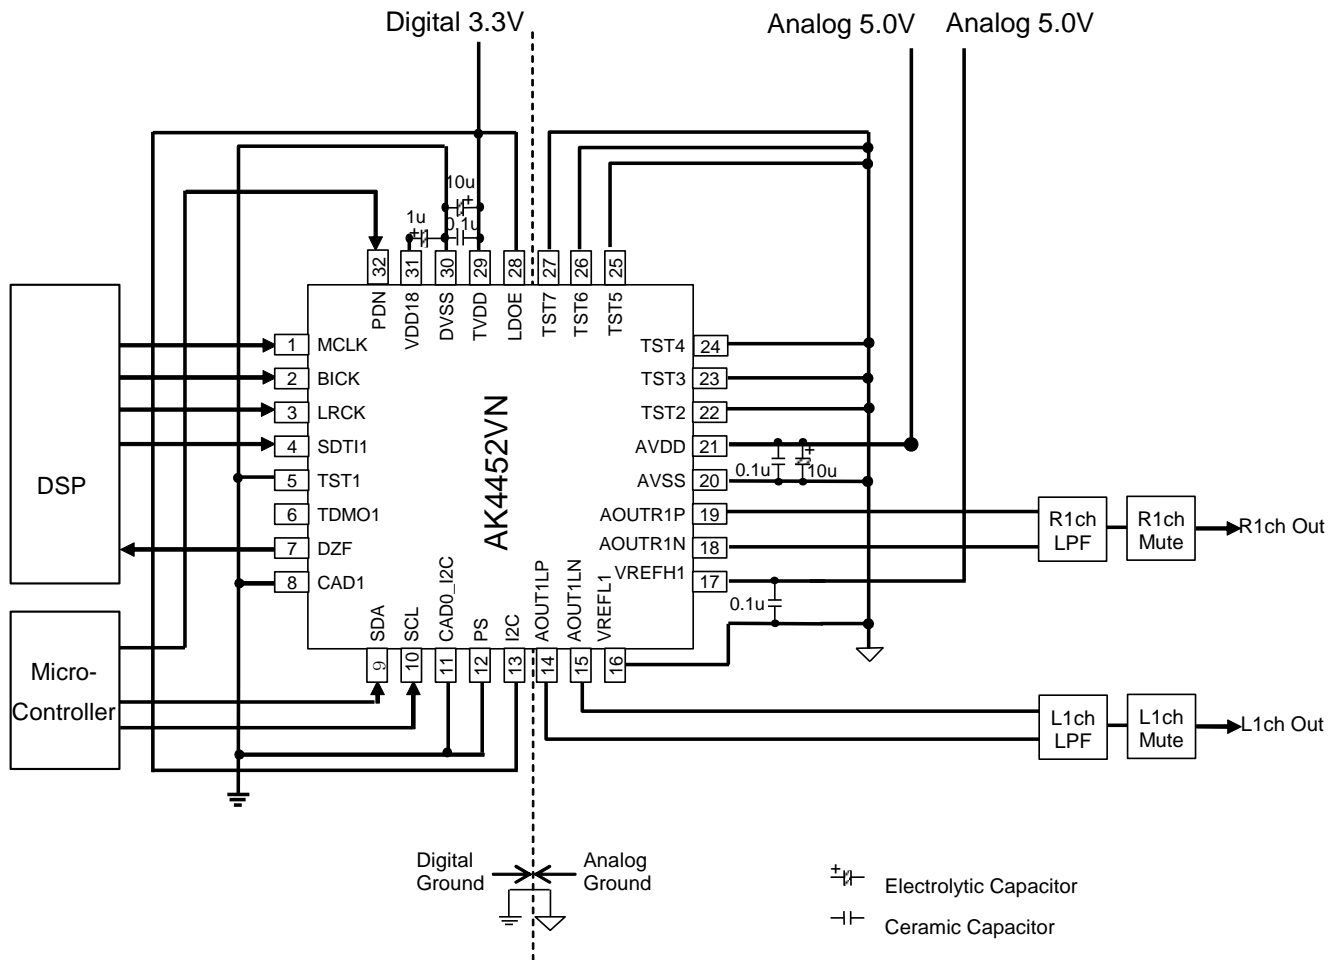 Digital 3.3V
Analog 5.0V
Analog 5.0V
10u
1u
0.1u
32
31
30
29
28
27
26
25
PDN
VDD18
DVSS
TVDD
LDOE
TST7
TST6
TST5
DSP
1 MCLK
2 BICK
3 LRCK
4 SDTI1
5 TST1
6 TDMO1
7 DZF
8 CAD1
AK4452VN
TST4 24
TST3 23
TST2 22
AVDD 21
0.1u
10u
AVSS 20
AOUTR1P 19
AOUTR1N 18
VREFH1 17
0.1u
R1ch
LPF
R1ch
Mute
R1ch Out
Micro-
Controller
SDA
SCL
CAD0_I2C
PS
I2C
AOUT1LP
AOUT1LN
VREFL1
9
10
11
12
13
14
15
16
L1ch
LPF
L1ch
Mute
L1ch Out
Digital
Ground
Analog
Ground
Electrolytic Capacitor
Ceramic Capacitor